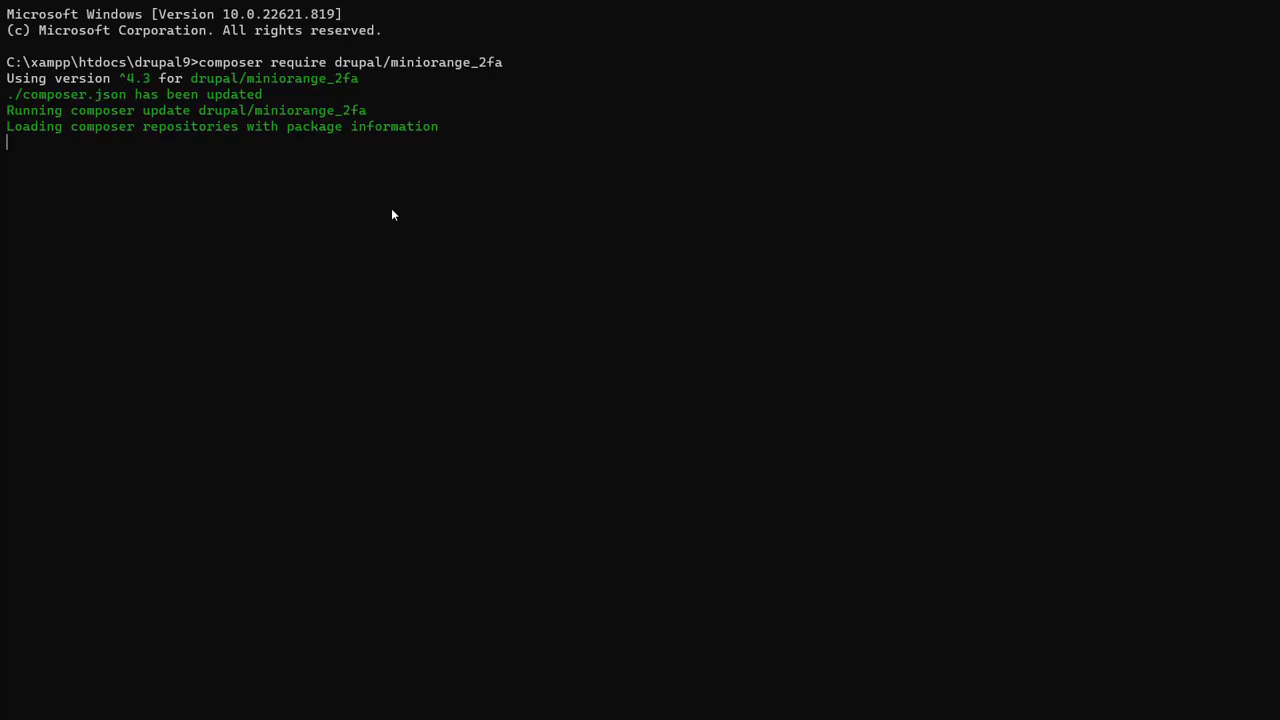 Microsoft Windows [Version 10.0.22621.819]
(c) Microsoft Corporation. All rights reserved.
C:\xampp\htdocs\drupal9>composer require drupal/miniorange_2fa
Using version ^4.3 for drupal/miniorange_2fa
./composer.json has been updated
Running composer update drupal/miniorange_2fa
Loading composer repositories with package information